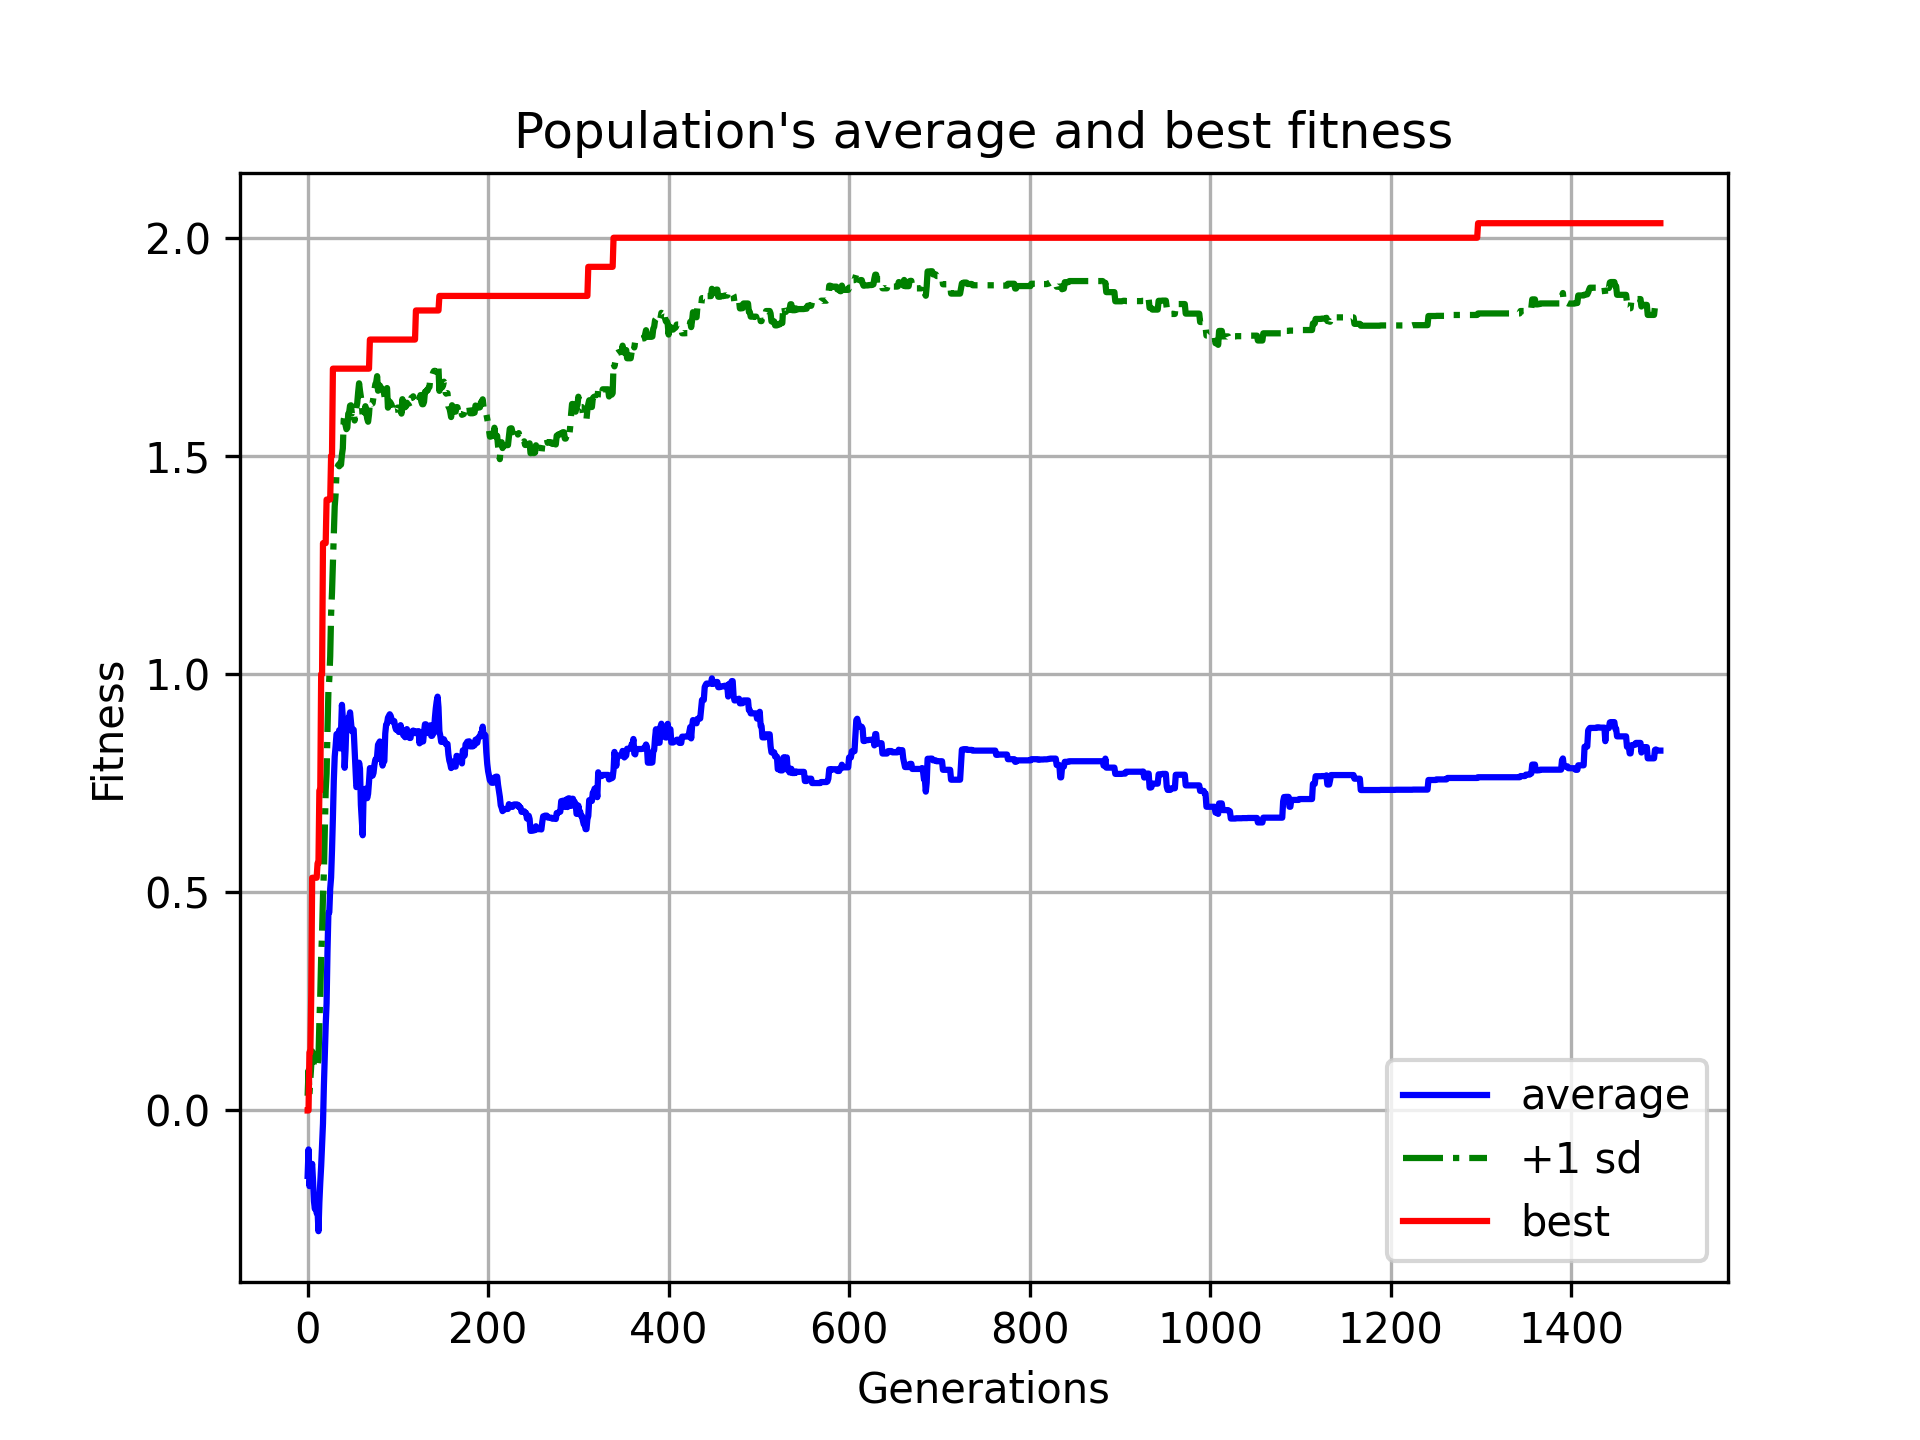 Population's average and best fitness
Fitness
2.0
1.5
1.0
0.5
0.0
0 200 400 600 800 1000 1200 1400
Generations
average
+1 sd
best